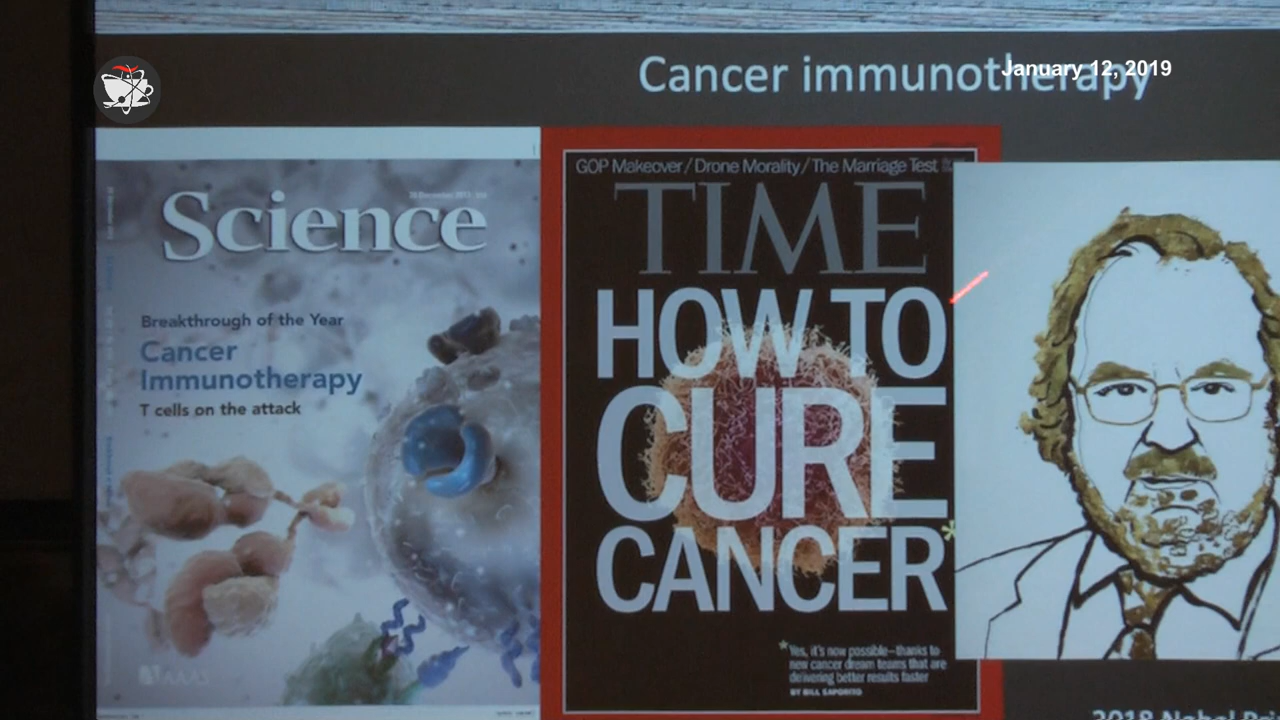 Cancer immunotherapy
January 12, 2019
Science
Breakthrough of the Year
Cancer
Immunotherapy
T cells on the attack
AAAS
GOP Makeover / Drone Morality / The Marriage Test
TIME
HOW TO
CURE
CANCER*
*Yes, it's now possible—thanks to
new cancer dream teams that are
delivering better results faster
BY BILL SAPORITO
2018 Nobel